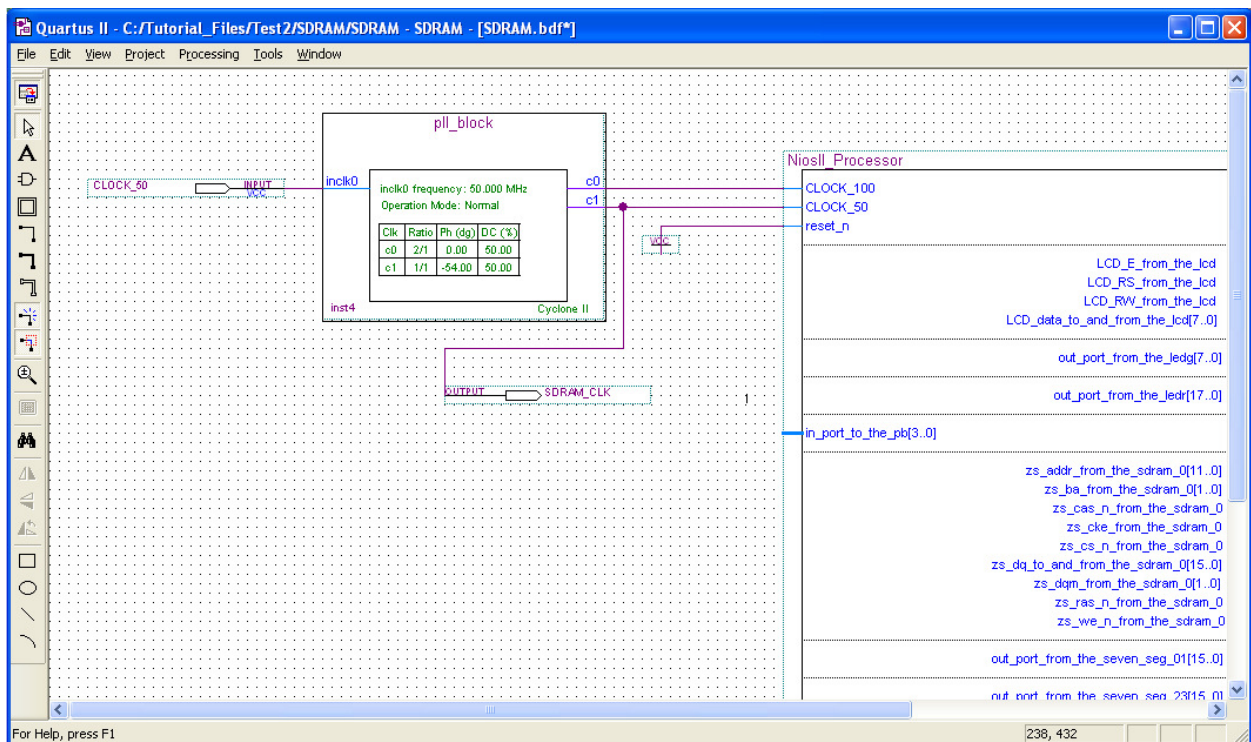 Quartus II - C:/Tutorial_Files/Test2/SDRAM/SDRAM - SDRAM - [SDRAM.bdf*]
File Edit View Project Processing Tools Window
pll_block
CLOCK_50 INPUT
VCC
inclk0
c0
c1
inclk0 frequency: 50.000 MHz
Operation Mode: Normal
Clk Ratio Ph (dg) DC (%)
c0 2/1 0.00 50.00
c1 1/1 -54.00 50.00
inst4 Cyclone II
OUTPUT SDRAM_CLK
VCC
1
NiosII_Processor
CLOCK_100
CLOCK_50
reset_n
LCD_E_from_the_lcd
LCD_RS_from_the_lcd
LCD_RW_from_the_lcd
LCD_data_to_and_from_the_lcd[7..0]
out_port_from_the_ledg[7..0]
out_port_from_the_ledr[17..0]
in_port_to_the_pb[3..0]
zs_addr_from_the_sdram_0[11..0]
zs_ba_from_the_sdram_0[1..0]
zs_cas_n_from_the_sdram_0
zs_cke_from_the_sdram_0
zs_cs_n_from_the_sdram_0
zs_dq_to_and_from_the_sdram_0[15..0]
zs_dqm_from_the_sdram_0[1..0]
zs_ras_n_from_the_sdram_0
zs_we_n_from_the_sdram_0
out_port_from_the_seven_seg_01[15..0]
out_port_from_the_seven_seg_23[15..0]
For Help, press F1
238, 432